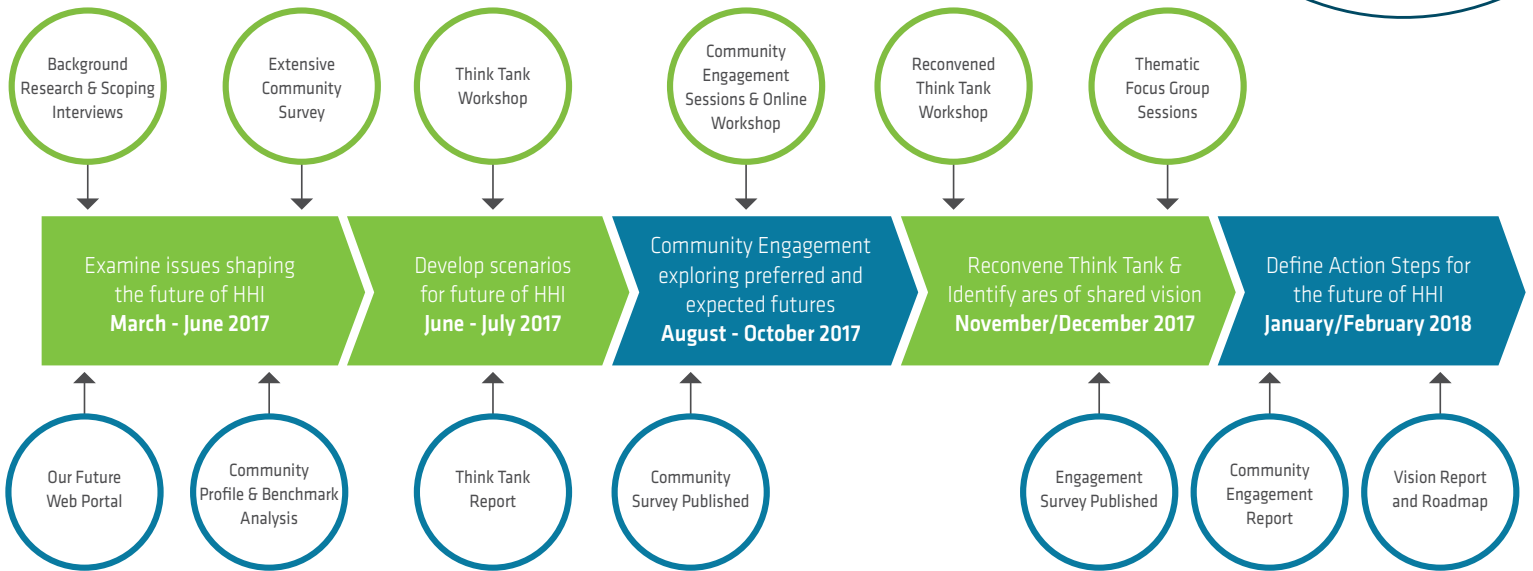 Background
Research & Scoping
Interviews
Extensive
Community
Survey
Think Tank
Workshop
Community
Engagement
Sessions & Online
Workshop
Reconvened
Think Tank
Workshop
Thematic
Focus Group
Sessions
Examine issues shaping
the future of HHI
March - June 2017
Develop scenarios
for future of HHI
June - July 2017
Community Engagement
exploring preferred and
expected futures
August - October 2017
Reconvene Think Tank &
Identify ares of shared vision
November/December 2017
Define Action Steps for
the future of HHI
January/February 2018
Our Future
Web Portal
Community
Profile & Benchmark
Analysis
Think Tank
Report
Community
Survey Published
Engagement
Survey Published
Community
Engagement
Report
Vision Report
and Roadmap